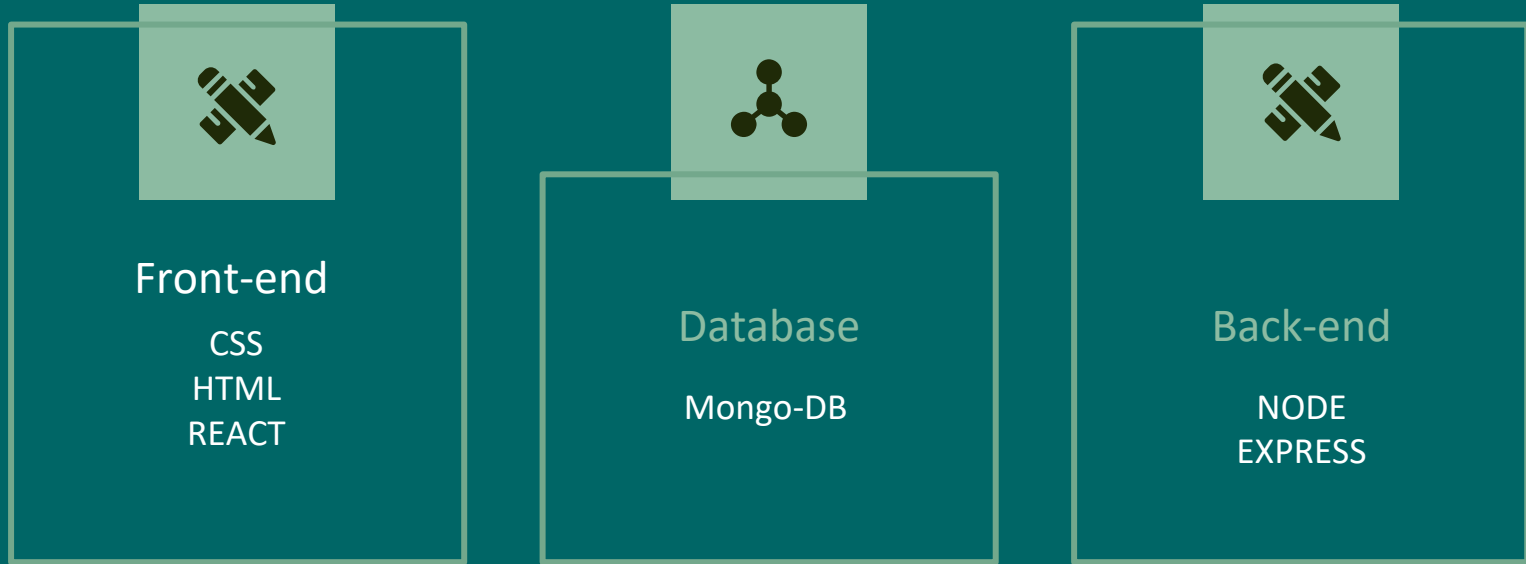 Front-end
CSS
HTML
REACT
Database
Mongo-DB
Back-end
NODE
EXPRESS